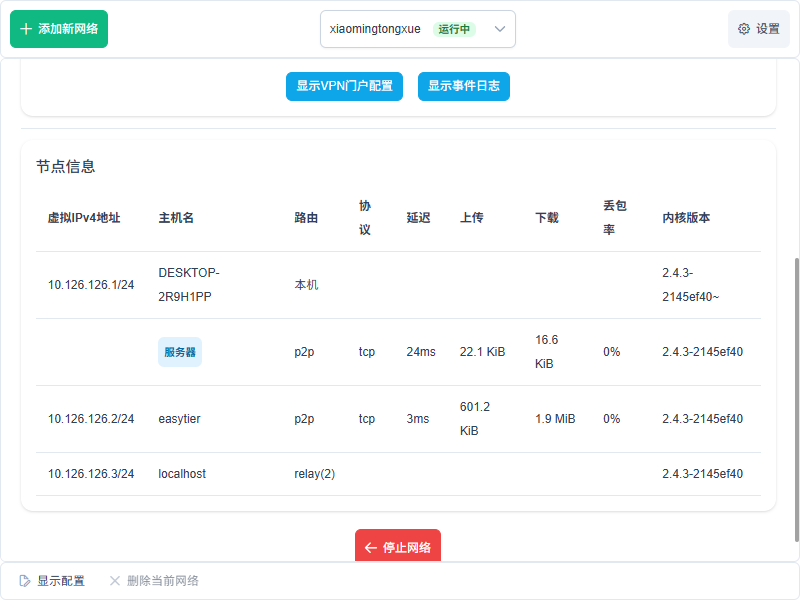 添加新网络
xiaomingtongxue 运行中
设置
显示VPN门户配置 显示事件日志
节点信息
虚拟IPv4地址 主机名 路由 协议 延迟 上传 下载 丢包率 内核版本
10.126.126.1/24 DESKTOP-2R9H1PP 本机 2.4.3-2145ef40~
服务器 p2p tcp 24ms 22.1 KiB 16.6 KiB 0% 2.4.3-2145ef40
10.126.126.2/24 easytier p2p tcp 3ms 601.2 KiB 1.9 MiB 0% 2.4.3-2145ef40
10.126.126.3/24 localhost relay(2) 2.4.3-2145ef40
停止网络
显示配置 删除当前网络